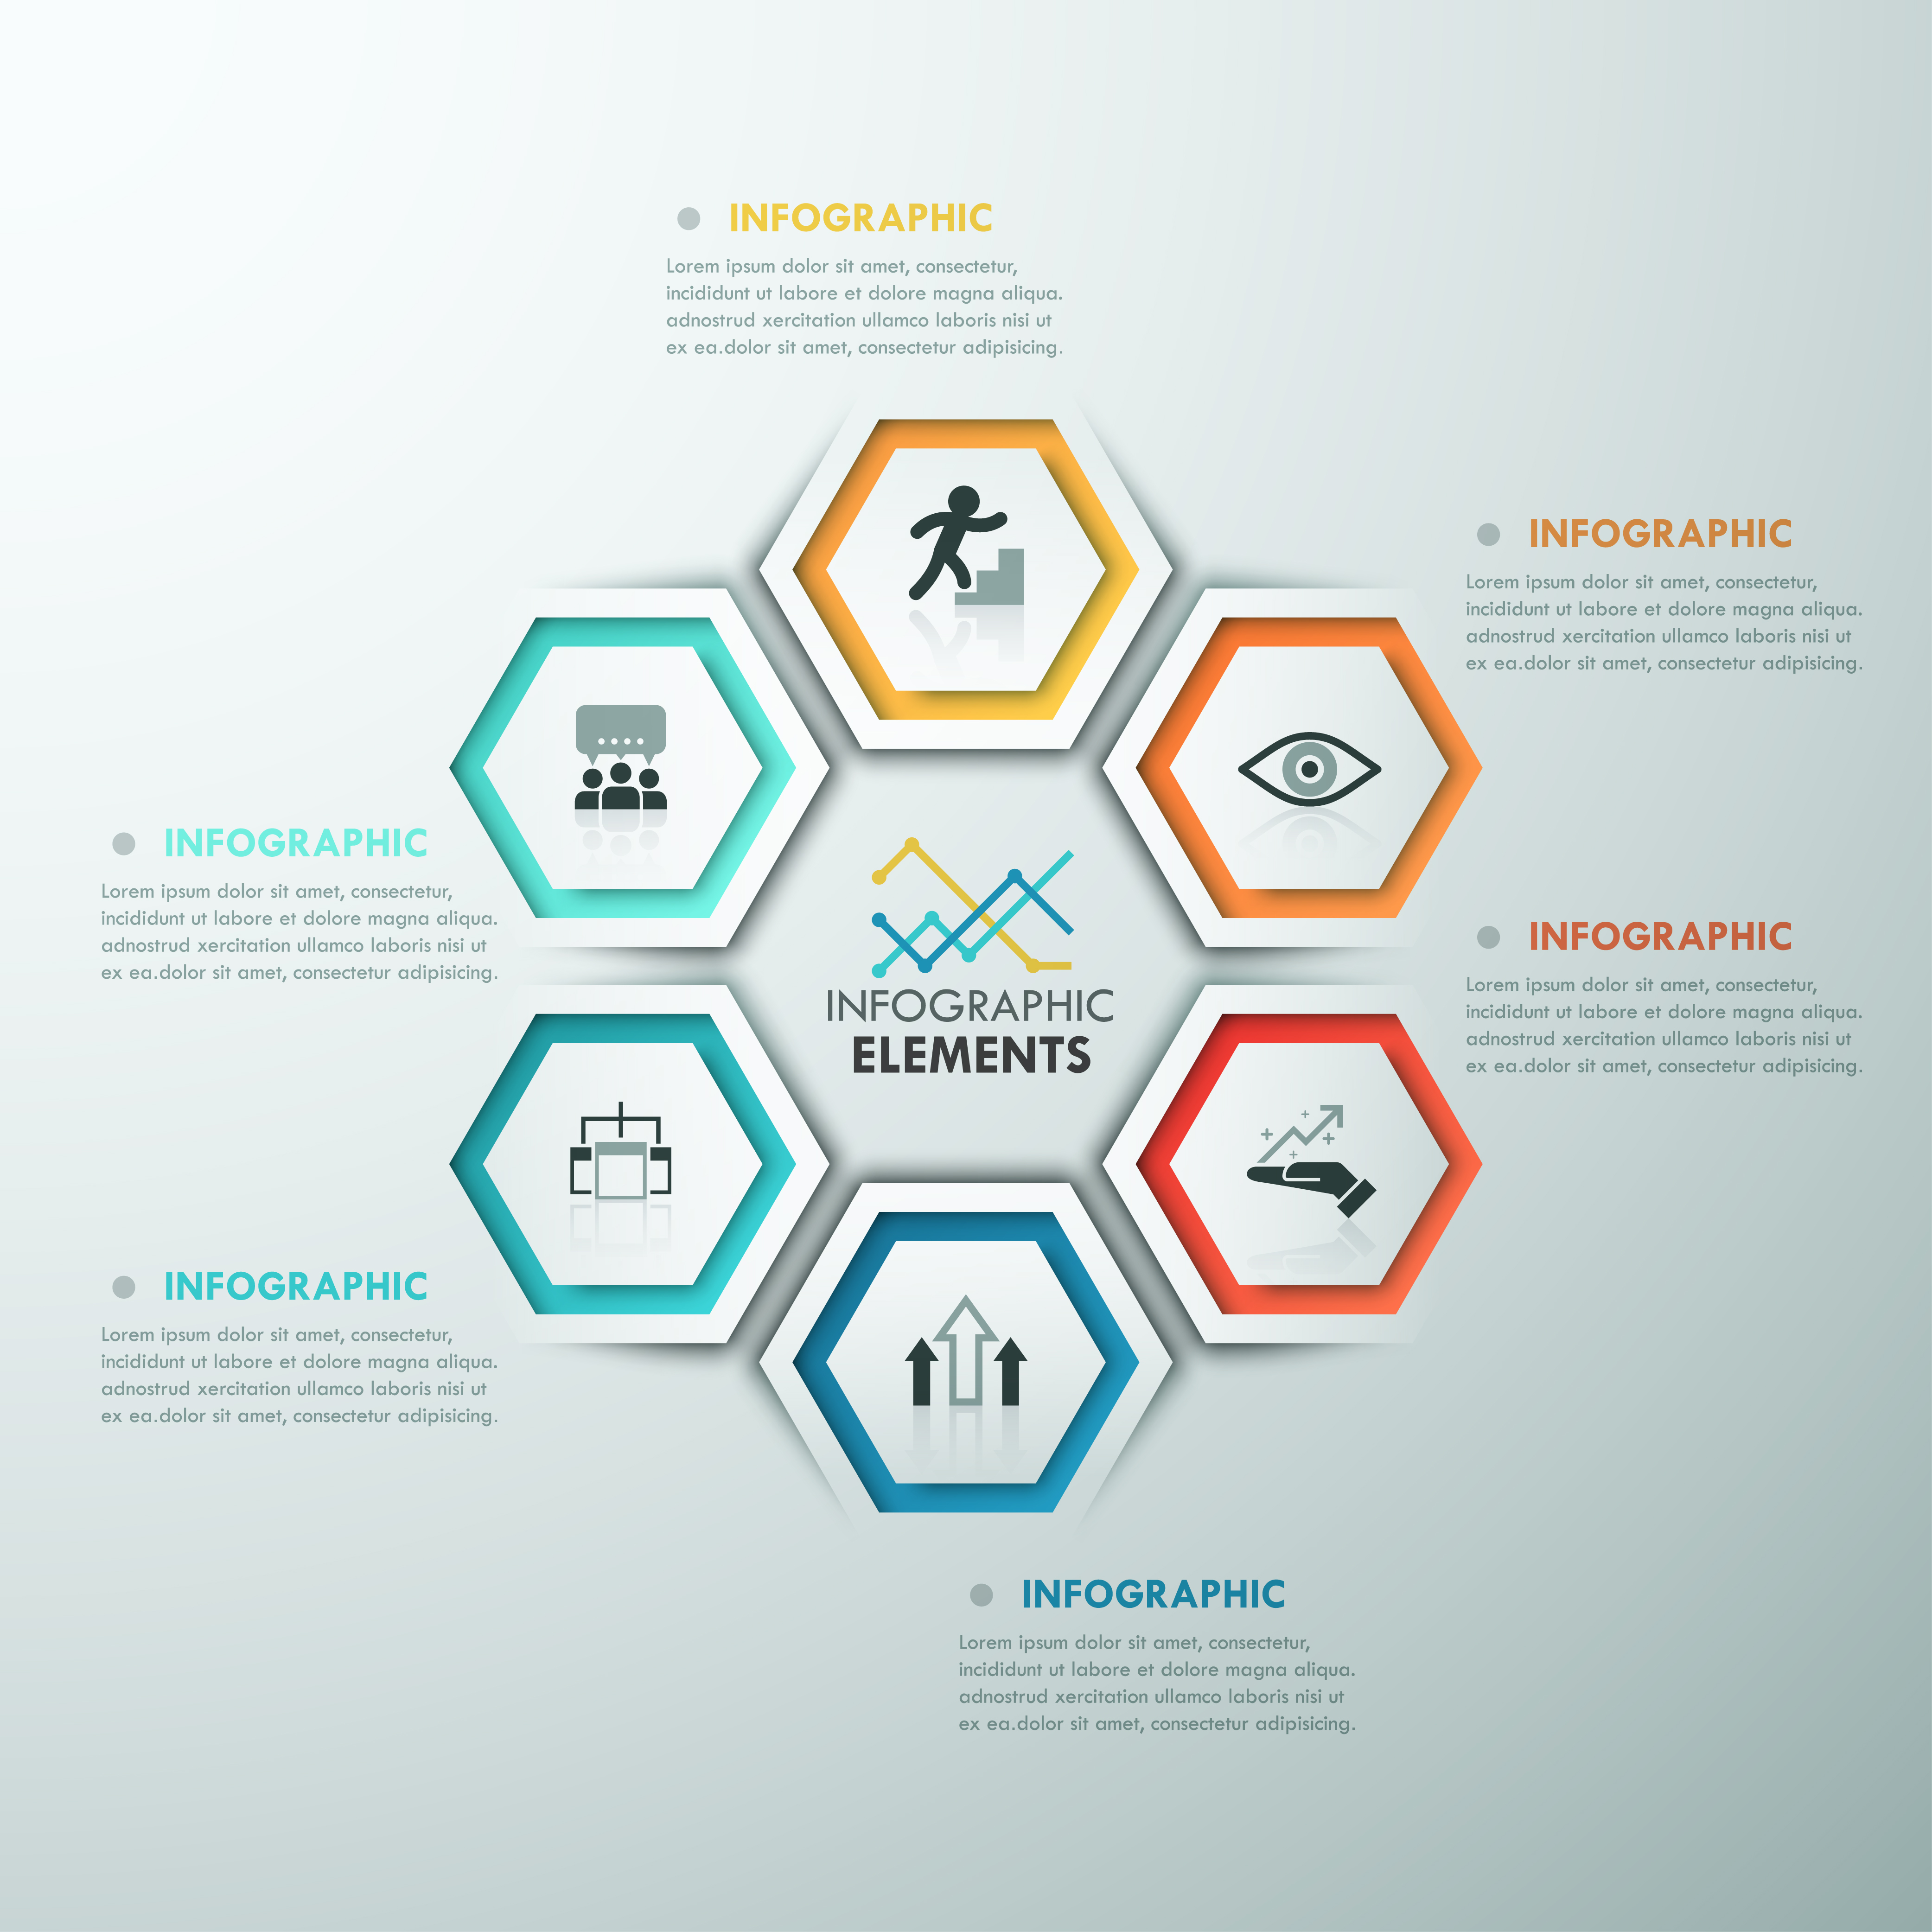 INFOGRAPHIC
Lorem ipsum dolor sit amet, consectetur,
incididunt ut labore et dolore magna aliqua.
adnostrud xercitation ullamco laboris nisi ut
ex ea.dolor sit amet, consectetur adipisicing.
INFOGRAPHIC
Lorem ipsum dolor sit amet, consectetur,
incididunt ut labore et dolore magna aliqua.
adnostrud xercitation ullamco laboris nisi ut
ex ea.dolor sit amet, consectetur adipisicing.
INFOGRAPHIC
Lorem ipsum dolor sit amet, consectetur,
incididunt ut labore et dolore magna aliqua.
adnostrud xercitation ullamco laboris nisi ut
ex ea.dolor sit amet, consectetur adipisicing.
INFOGRAPHIC
Lorem ipsum dolor sit amet, consectetur,
incididunt ut labore et dolore magna aliqua.
adnostrud xercitation ullamco laboris nisi ut
ex ea.dolor sit amet, consectetur adipisicing.
INFOGRAPHIC
ELEMENTS
INFOGRAPHIC
Lorem ipsum dolor sit amet, consectetur,
incididunt ut labore et dolore magna aliqua.
adnostrud xercitation ullamco laboris nisi ut
ex ea.dolor sit amet, consectetur adipisicing.
INFOGRAPHIC
Lorem ipsum dolor sit amet, consectetur,
incididunt ut labore et dolore magna aliqua.
adnostrud xercitation ullamco laboris nisi ut
ex ea.dolor sit amet, consectetur adipisicing.